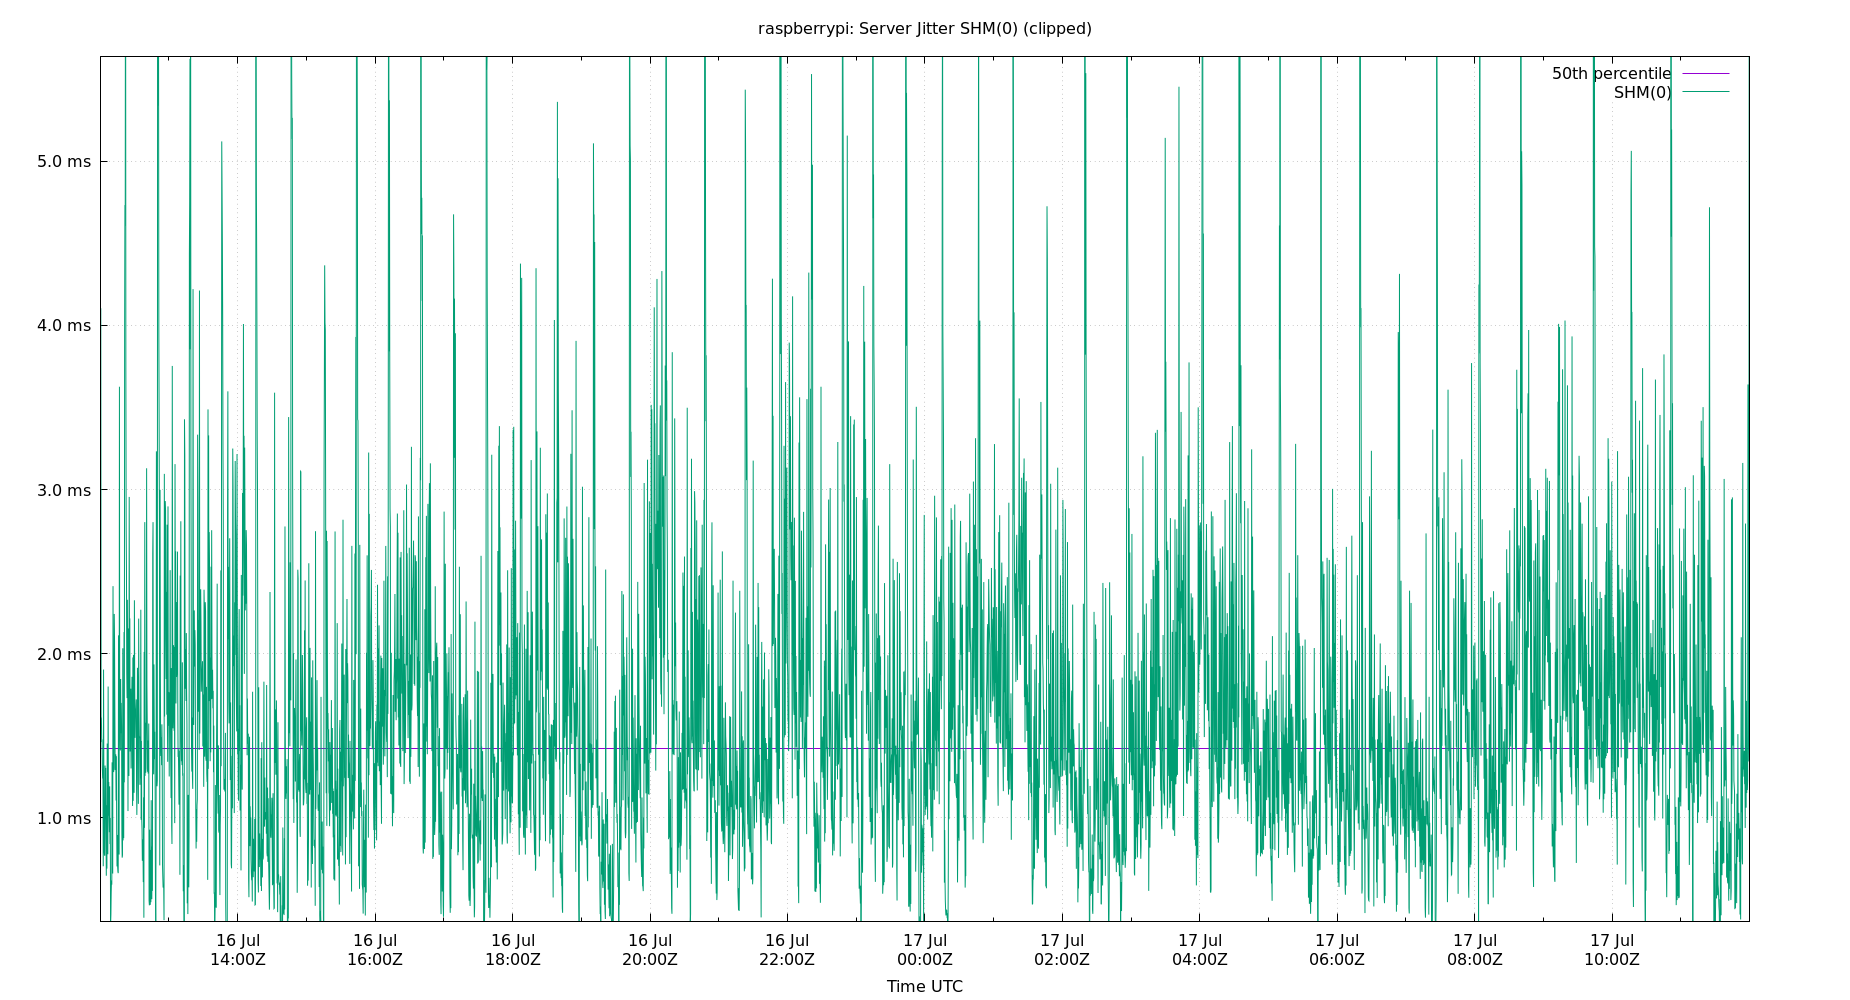 raspberrypi: Server Jitter SHM(0) (clipped)
50th percentile
SHM(0)
5.0 ms
4.0 ms
3.0 ms
2.0 ms
1.0 ms
16 Jul 16 Jul 16 Jul 16 Jul 16 Jul 17 Jul 17 Jul 17 Jul 17 Jul 17 Jul 17 Jul
14:00Z 16:00Z 18:00Z 20:00Z 22:00Z 00:00Z 02:00Z 04:00Z 06:00Z 08:00Z 10:00Z
Time UTC